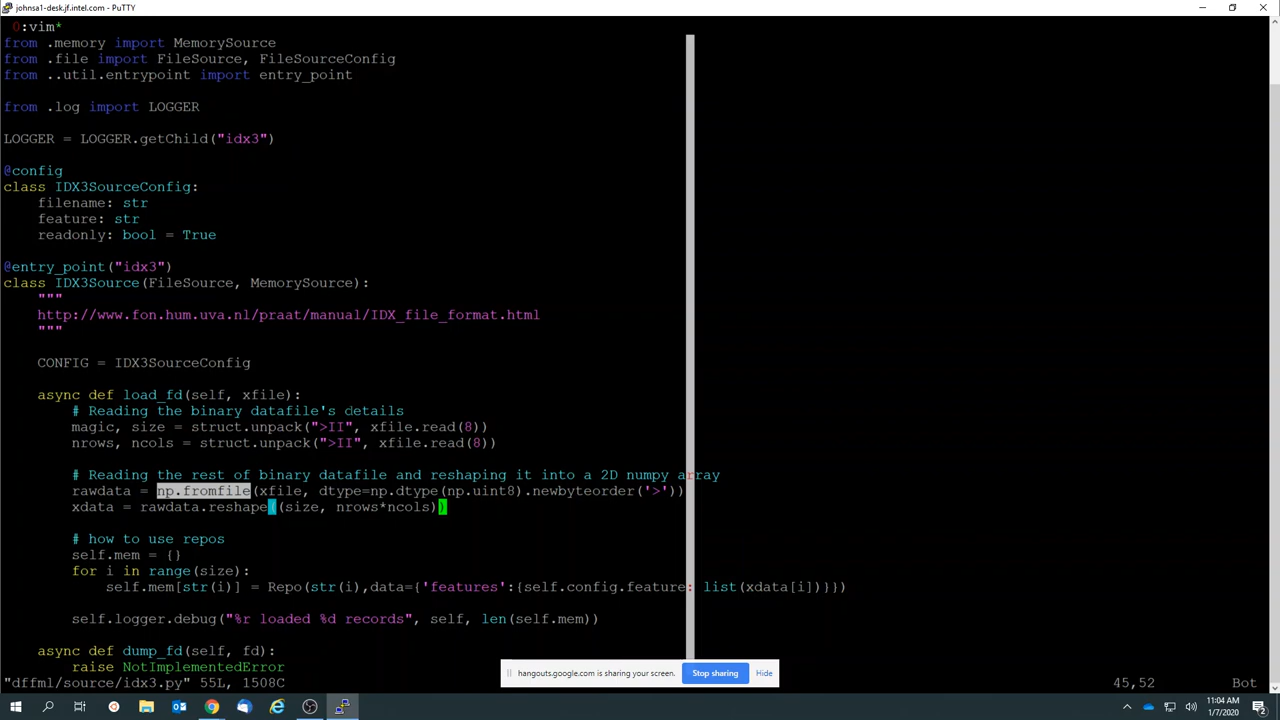 johnsa1-desk.jf.intel.com - PuTTY
0:vim*
from .memory import MemorySource
from .file import FileSource, FileSourceConfig
from ..util.entrypoint import entry_point
from .log import LOGGER
LOGGER = LOGGER.getChild("idx3")
@config
class IDX3SourceConfig:
    filename: str
    feature: str
    readonly: bool = True
@entry_point("idx3")
class IDX3Source(FileSource, MemorySource):
    """
    http://www.fon.hum.uva.nl/praat/manual/IDX_file_format.html
    """
    CONFIG = IDX3SourceConfig
    async def load_fd(self, xfile):
        # Reading the binary datafile's details
        magic, size = struct.unpack(">II", xfile.read(8))
        nrows, ncols = struct.unpack(">II", xfile.read(8))
        # Reading the rest of binary datafile and reshaping it into a 2D numpy array
        rawdata = np.fromfile(xfile, dtype=np.dtype(np.uint8).newbyteorder('>'))
        xdata = rawdata.reshape((size, nrows*ncols))
        # how to use repos
        self.mem = {}
        for i in range(size):
            self.mem[str(i)] = Repo(str(i),data={'features':{self.config.feature: list(xdata[i])}})
        self.logger.debug("%r loaded %d records", self, len(self.mem))
    async def dump_fd(self, fd):
        raise NotImplementedError
"dffml/source/idx3.py" 55L, 1508C
45,52
Bot
hangouts.google.com is sharing your screen.
Stop sharing
Hide
11:04 AM
1/7/2020
2